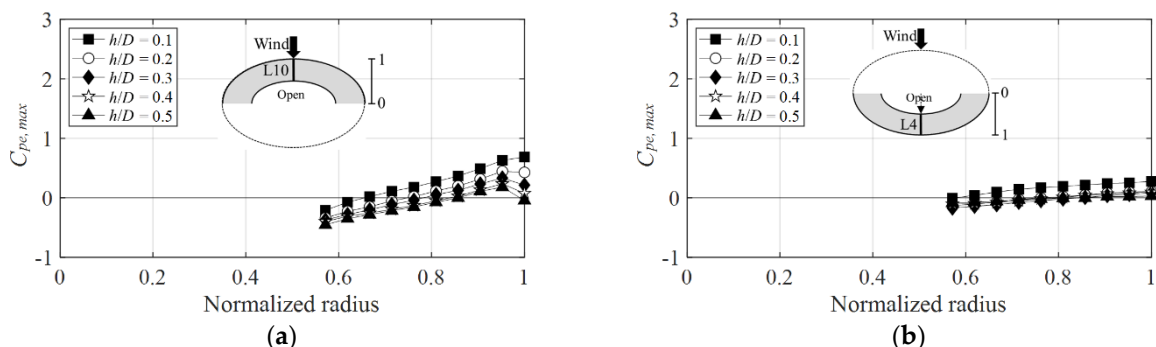 3
2
1
0
-1
C_pe, max
h/D = 0.1
h/D = 0.2
h/D = 0.3
h/D = 0.4
h/D = 0.5
Wind
L10
Open
1
0
0 0.2 0.4 0.6 0.8 1
Normalized radius
(a)
3
2
1
0
-1
C_pe, max
h/D = 0.1
h/D = 0.2
h/D = 0.3
h/D = 0.4
h/D = 0.5
Wind
Open
L4
0
1
0 0.2 0.4 0.6 0.8 1
Normalized radius
(b)